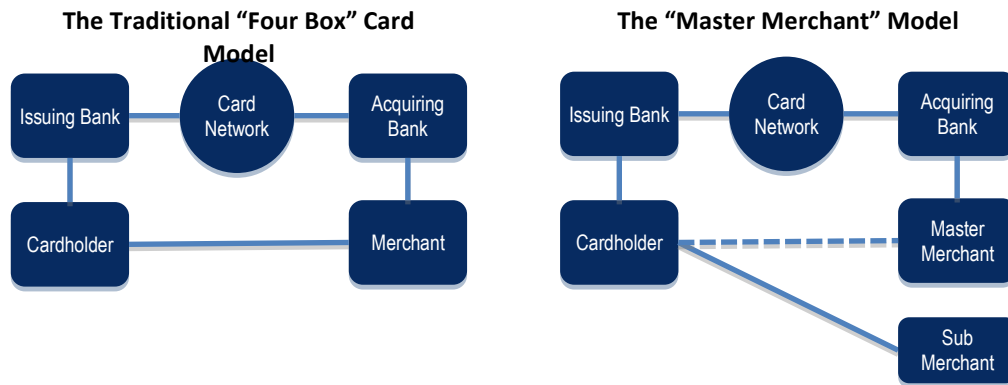 The Traditional “Four Box” Card
Model
Issuing Bank
Card
Network
Acquiring
Bank
Cardholder
Merchant
The “Master Merchant” Model
Issuing Bank
Card
Network
Acquiring
Bank
Cardholder
Master
Merchant
Sub
Merchant